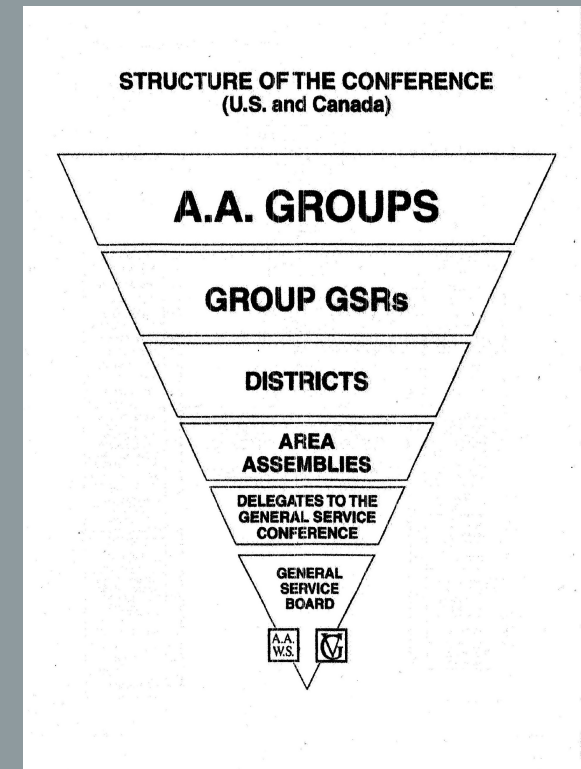 STRUCTURE OF THE CONFERENCE
(U.S. and Canada)
A.A. GROUPS
GROUP GSRs
DISTRICTS
AREA
ASSEMBLIES
DELEGATES TO THE
GENERAL SERVICE
CONFERENCE
GENERAL
SERVICE
BOARD
A.A.
W.S.
GV